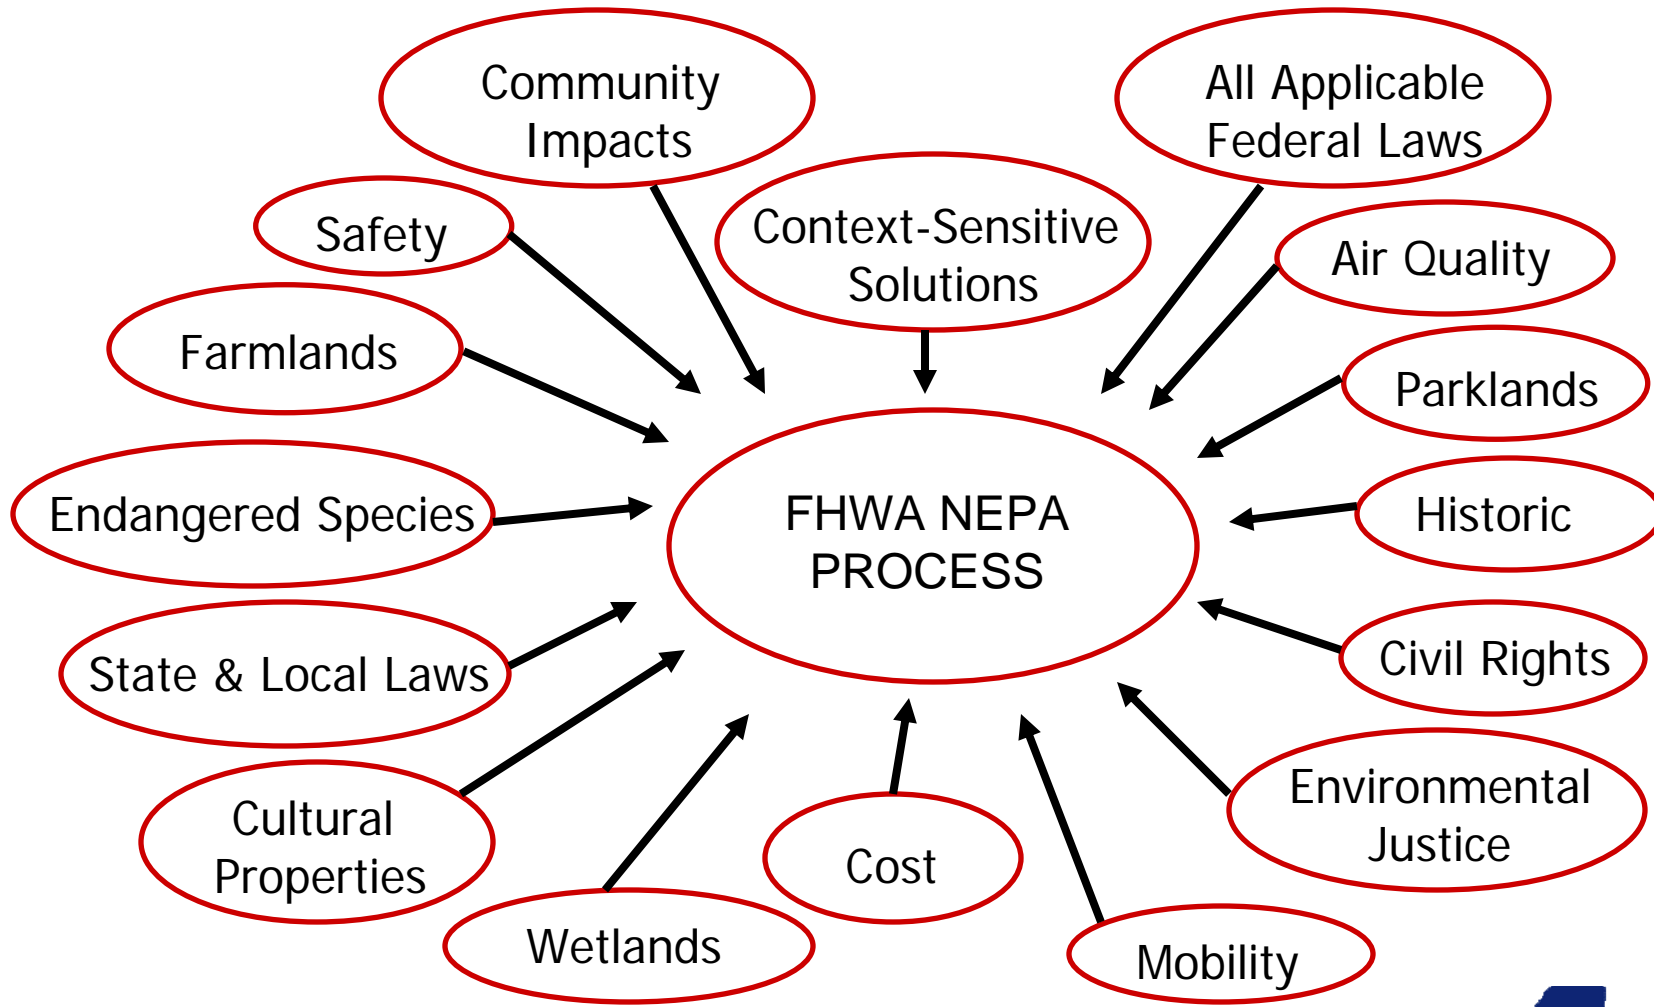 Community
Impacts
All Applicable
Federal Laws
Safety
Context-Sensitive
Solutions
Air Quality
Farmlands
Parklands
Endangered Species
FHWA NEPA
PROCESS
Historic
State & Local Laws
Civil Rights
Cultural
Properties
Environmental
Justice
Cost
Wetlands
Mobility